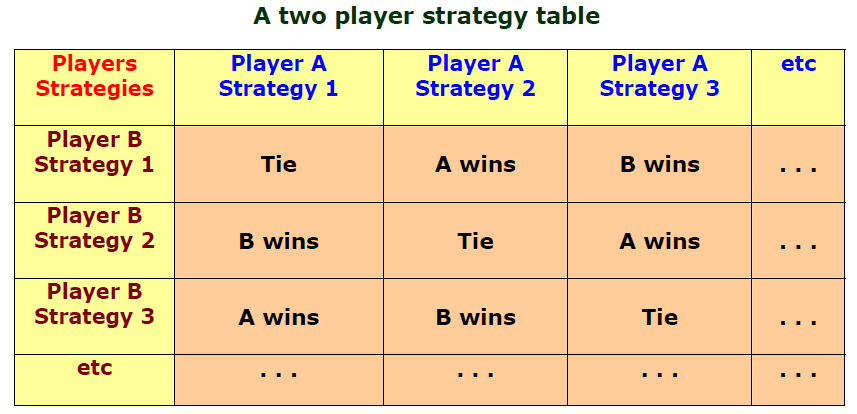 A two player strategy table
Players Strategies Player A Strategy 1 Player A Strategy 2 Player A Strategy 3 etc
Player B Strategy 1 Tie A wins B wins . . .
Player B Strategy 2 B wins Tie A wins . . .
Player B Strategy 3 A wins B wins Tie . . .
etc . . . . . . . . . . . .